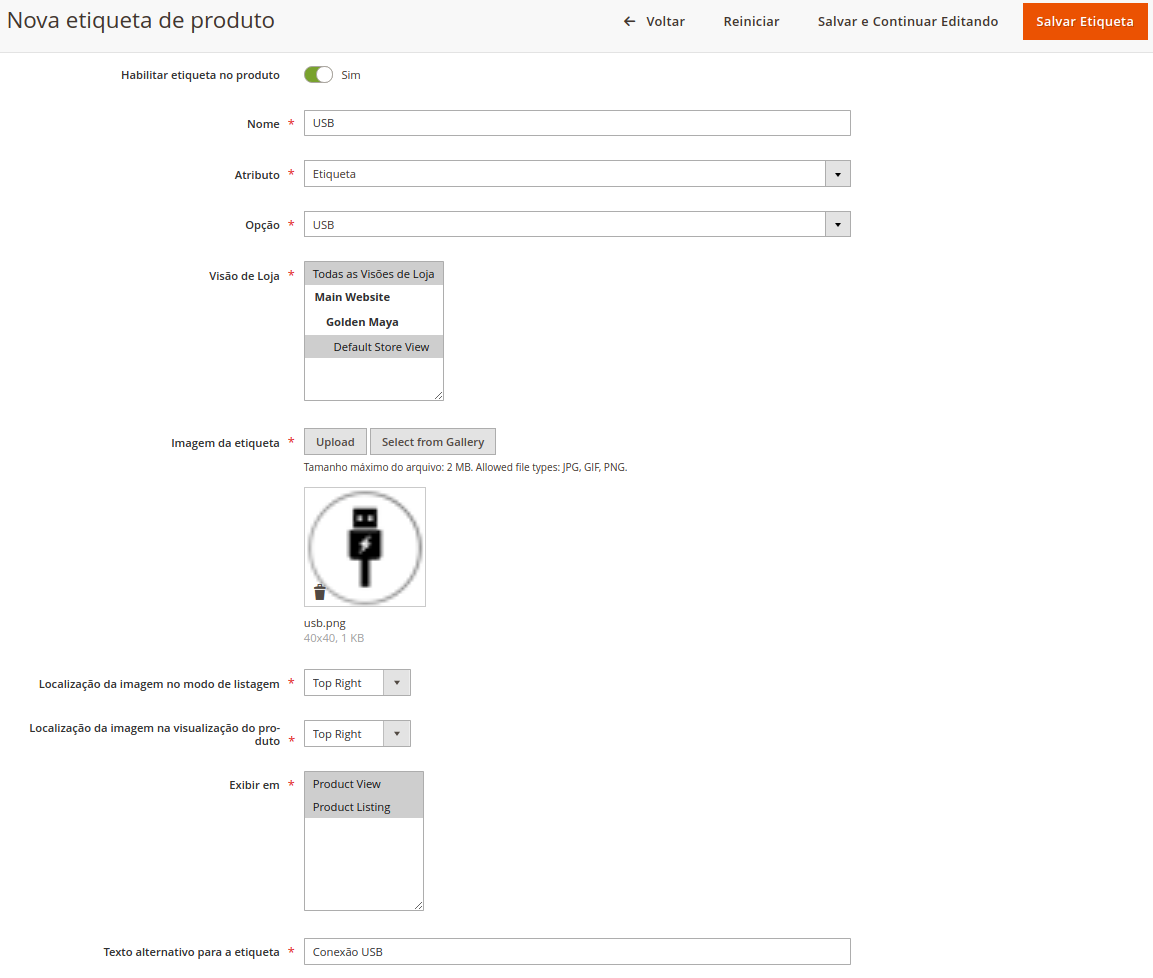 Nova etiqueta de produto
← Voltar
Reiniciar
Salvar e Continuar Editando
Salvar Etiqueta
Habilitar etiqueta no produto
Sim
Nome *
USB
Atributo *
Etiqueta
Opção *
USB
Visão de Loja *
Todas as Visões de Loja
Main Website
Golden Maya
Default Store View
Imagem da etiqueta *
Upload
Select from Gallery
Tamanho máximo do arquivo: 2 MB. Allowed file types: JPG, GIF, PNG.
usb.png
40x40, 1 KB
Localização da imagem no modo de listagem *
Top Right
Localização da imagem na visualização do pro-
duto *
Top Right
Exibir em *
Product View
Product Listing
Texto alternativo para a etiqueta *
Conexão USB